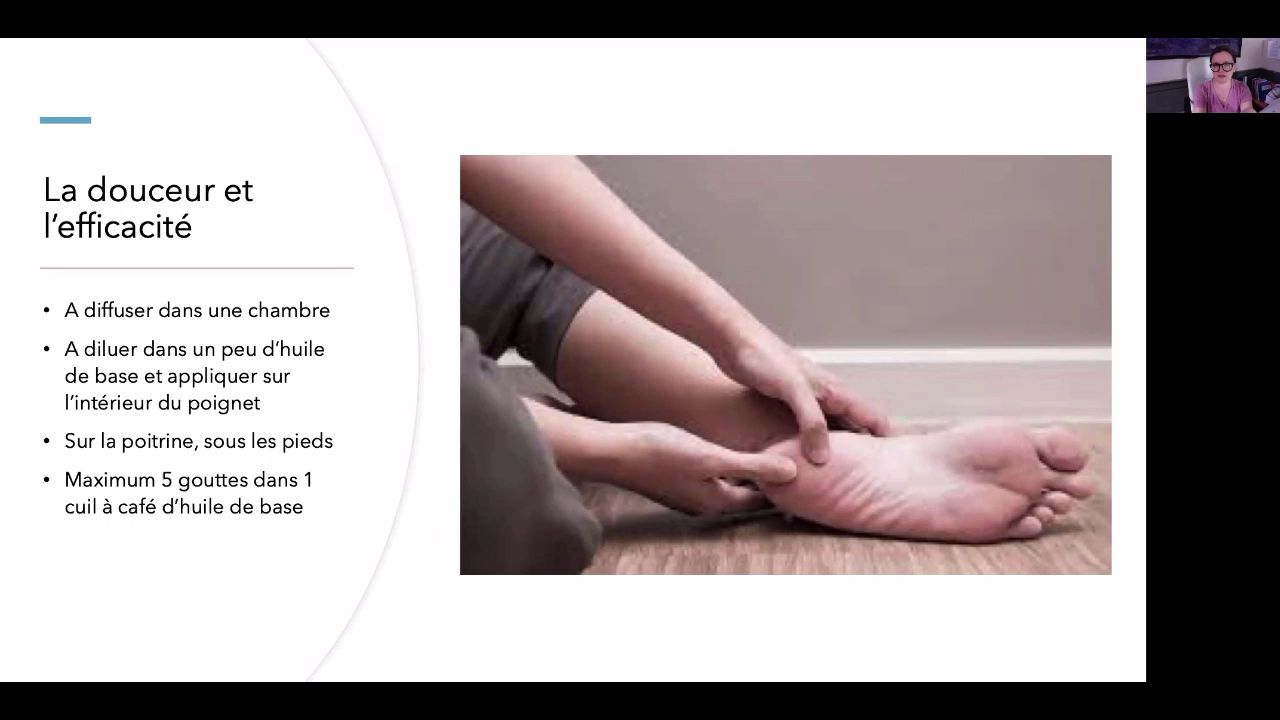 La douceur et
l’efficacité
• A diffuser dans une chambre
• A diluer dans un peu d’huile
de base et appliquer sur
l’intérieur du poignet
• Sur la poitrine, sous les pieds
• Maximum 5 gouttes dans 1
cuil à café d’huile de base